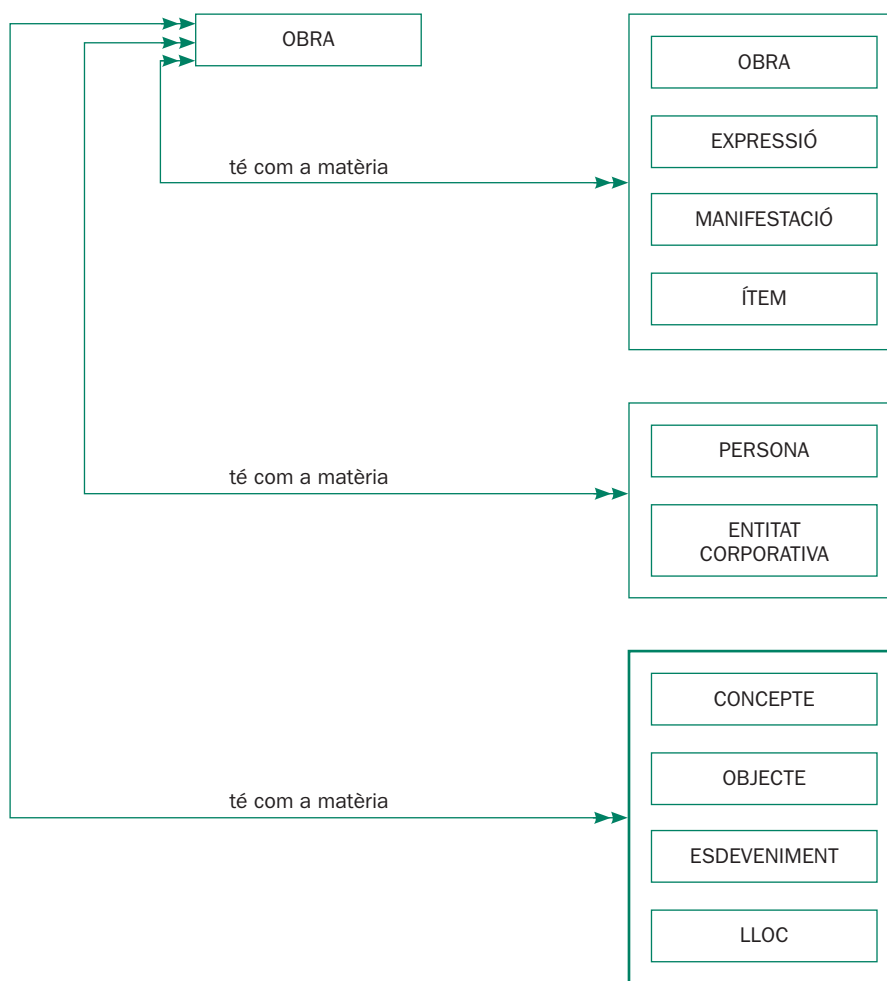 OBRA
OBRA
EXPRESSIÓ
té com a matèria
MANIFESTACIÓ
ÍTEM
PERSONA
té com a matèria
ENTITAT
CORPORATIVA
CONCEPTE
OBJECTE
té com a matèria
ESDEVENIMENT
LLOC